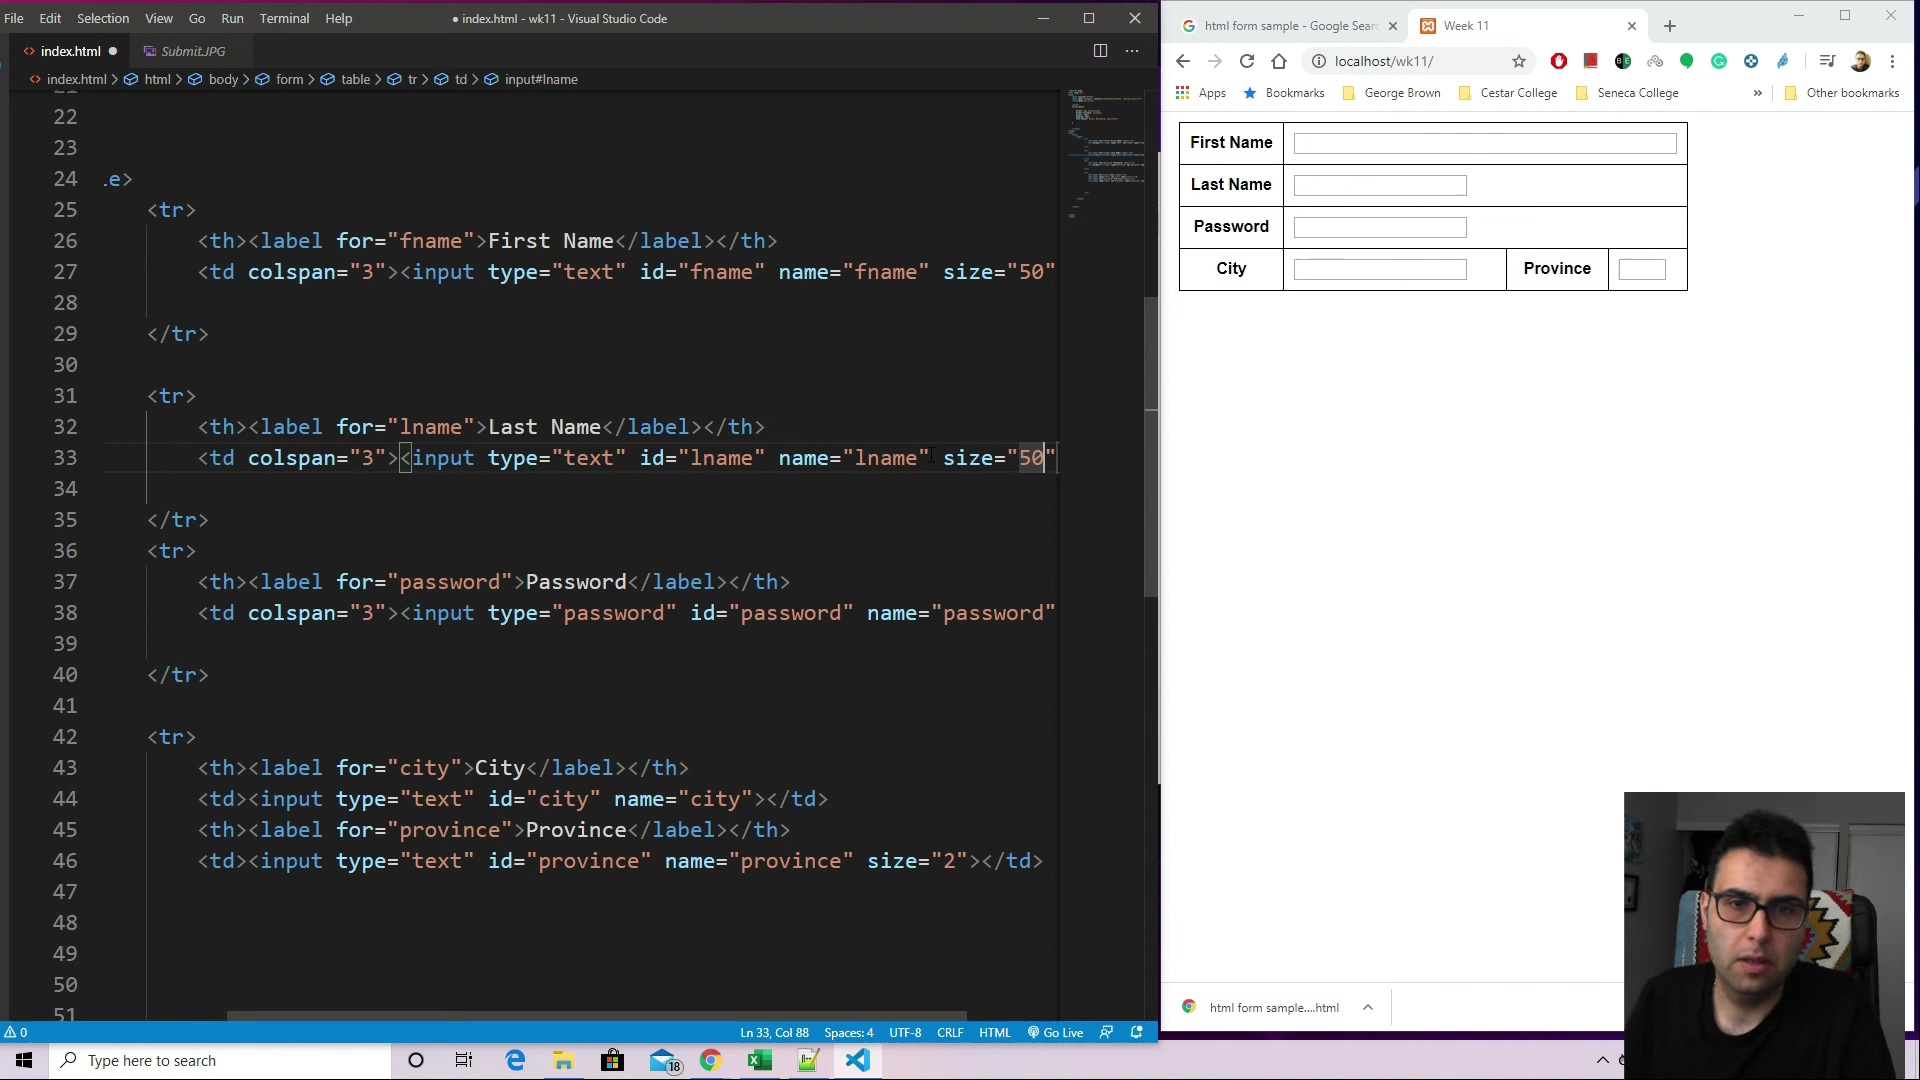 File Edit Selection View Go Run Terminal Help
● index.html - wk11 - Visual Studio Code
index.html ●
Submit.JPG
index.html > html > body > form > table > tr > td > input#lname
22
23
24 .e>
25 <tr>
26 <th><label for="fname">First Name</label></th>
27 <td colspan="3"><input type="text" id="fname" name="fname" size="50"
28
29 </tr>
30
31 <tr>
32 <th><label for="lname">Last Name</label></th>
33 <td colspan="3"><input type="text" id="lname" name="lname" size="50"
34
35 </tr>
36 <tr>
37 <th><label for="password">Password</label></th>
38 <td colspan="3"><input type="password" id="password" name="password"
39
40 </tr>
41
42 <tr>
43 <th><label for="city">City</label></th>
44 <td><input type="text" id="city" name="city"></td>
45 <th><label for="province">Province</label></th>
46 <td><input type="text" id="province" name="province" size="2"></td>
47
48
49
50
51
0
Ln 33, Col 88 Spaces: 4 UTF-8 CRLF HTML Go Live
html form sample - Google Sear
Week 11
localhost/wk11/
Apps Bookmarks George Brown Cestar College Seneca College » Other bookmarks
First Name
Last Name
Password
City Province
html form sample....html
Type here to search
18